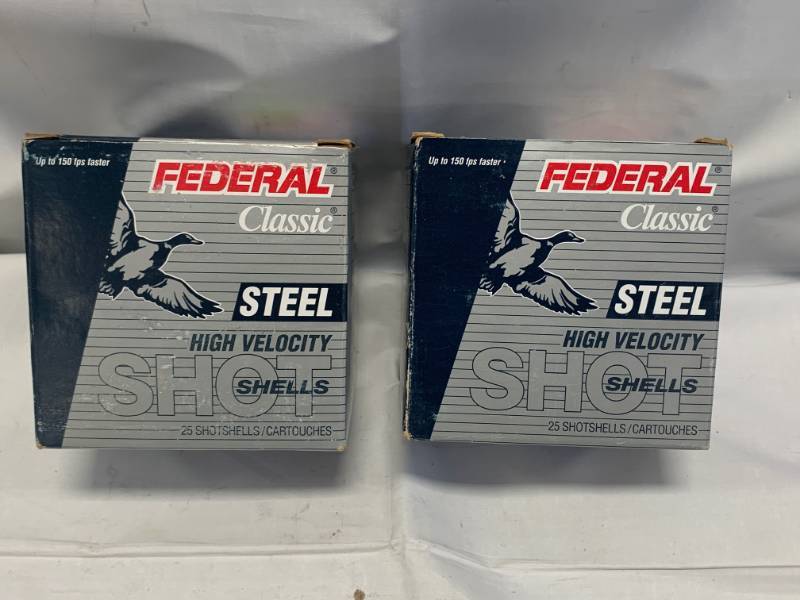 Up to 150 fps faster
FEDERAL®
Classic®
STEEL
HIGH VELOCITY
SHOT
SHELLS
25 SHOTSHELLS/CARTOUCHES
Up to 150 fps faster
FEDERAL®
Classic®
STEEL
HIGH VELOCITY
SHOT
SHELLS
25 SHOTSHELLS/CARTOUCHES